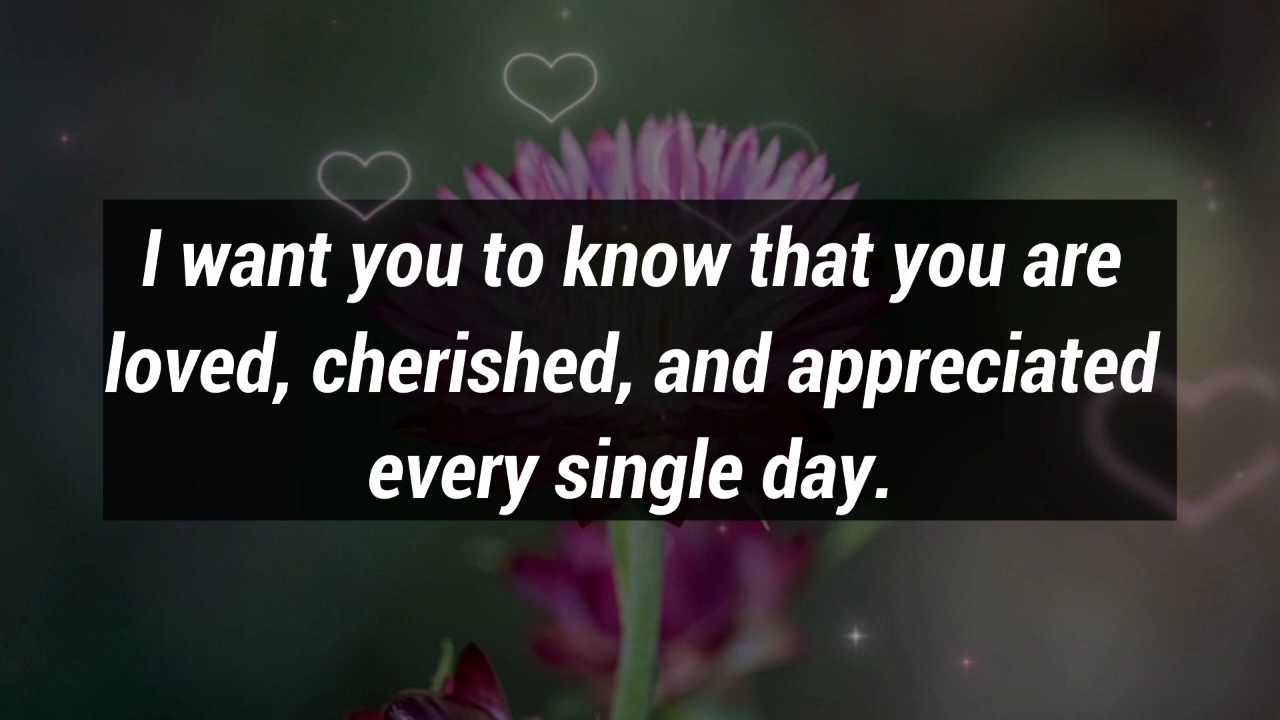 I want you to know that you are
loved, cherished, and appreciated
every single day.